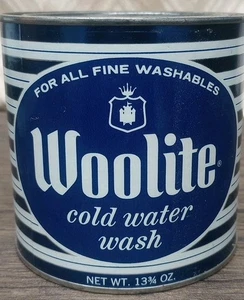 FOR ALL FINE WASHABLES
Woolite®
cold water
wash
NET WT. 13¾ OZ.